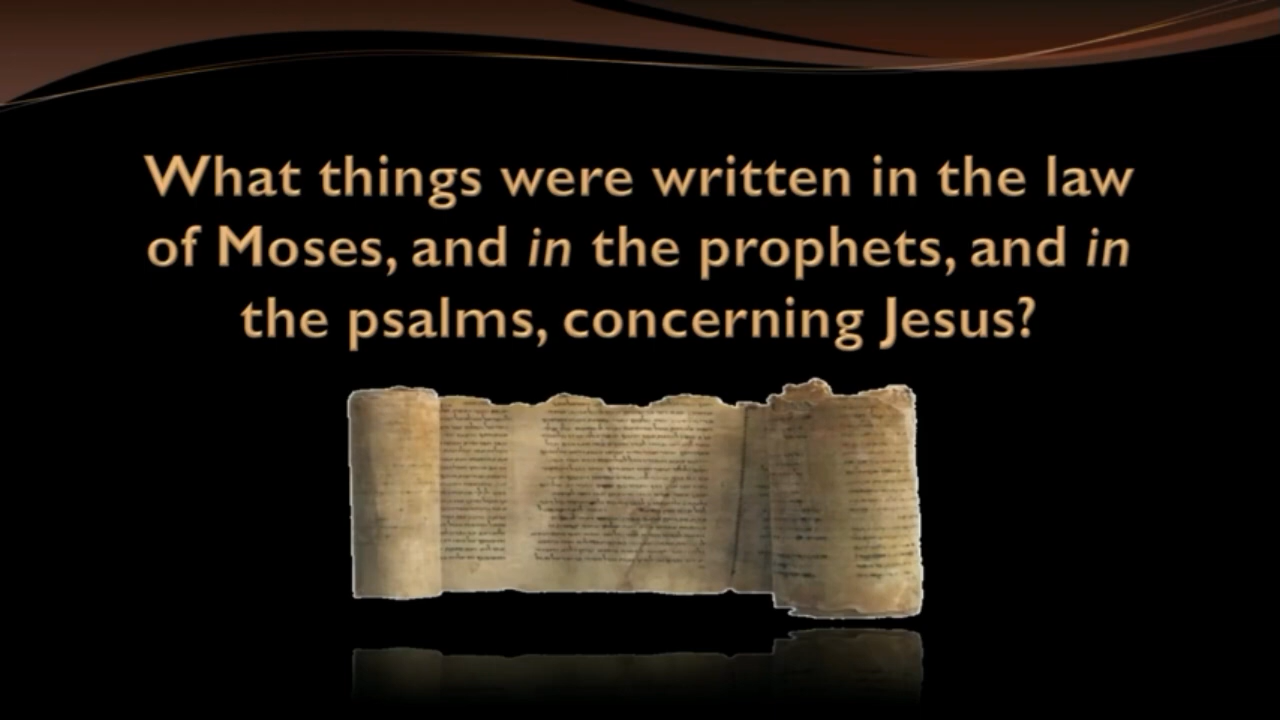 What things were written in the law
of Moses, and in the prophets, and in
the psalms, concerning Jesus?